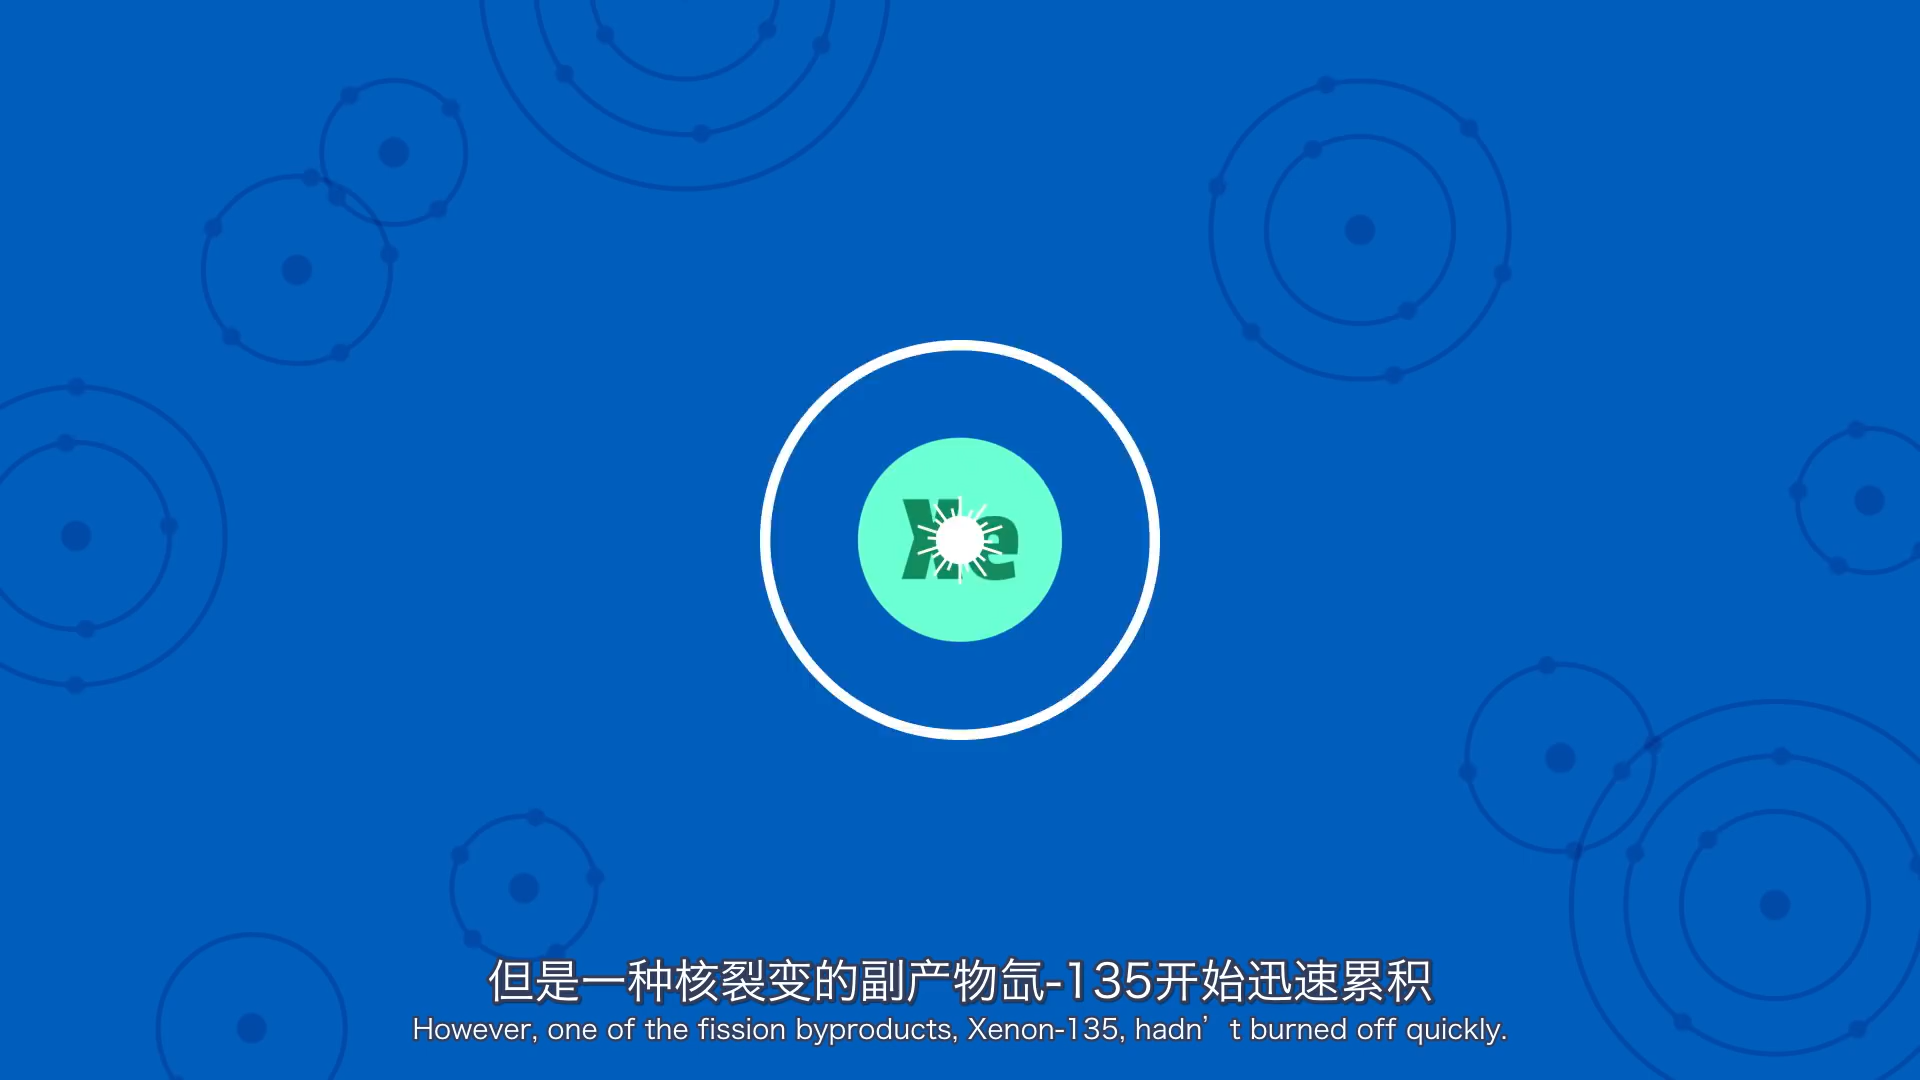 Xe
但是一种核裂变的副产物氙-135开始迅速累积
However, one of the fission byproducts, Xenon-135, hadn’t burned off quickly.